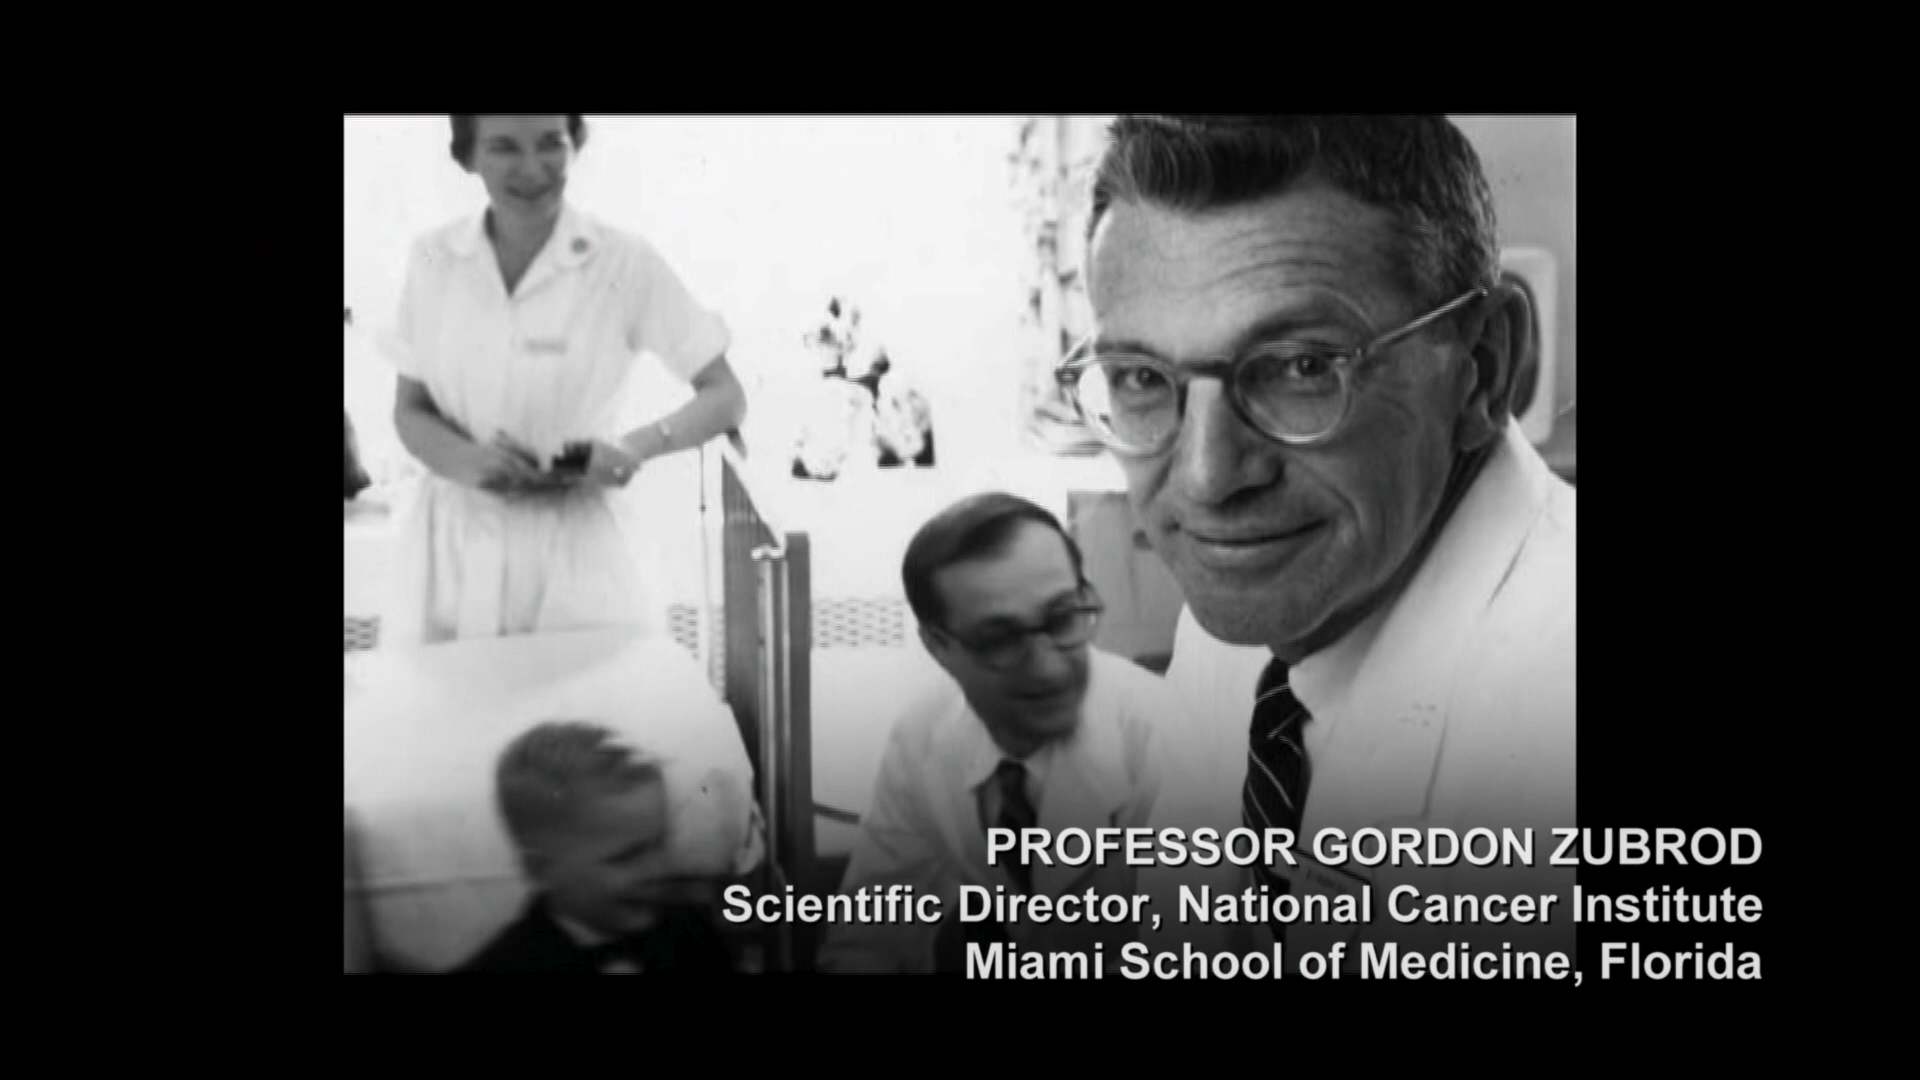 PROFESSOR GORDON ZUBROD
Scientific Director, National Cancer Institute
Miami School of Medicine, Florida